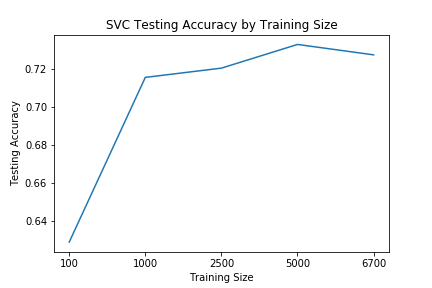 SVC Testing Accuracy by Training Size
0.72
0.70
0.68
0.66
0.64
Testing Accuracy
100 1000 2500 5000 6700
Training Size